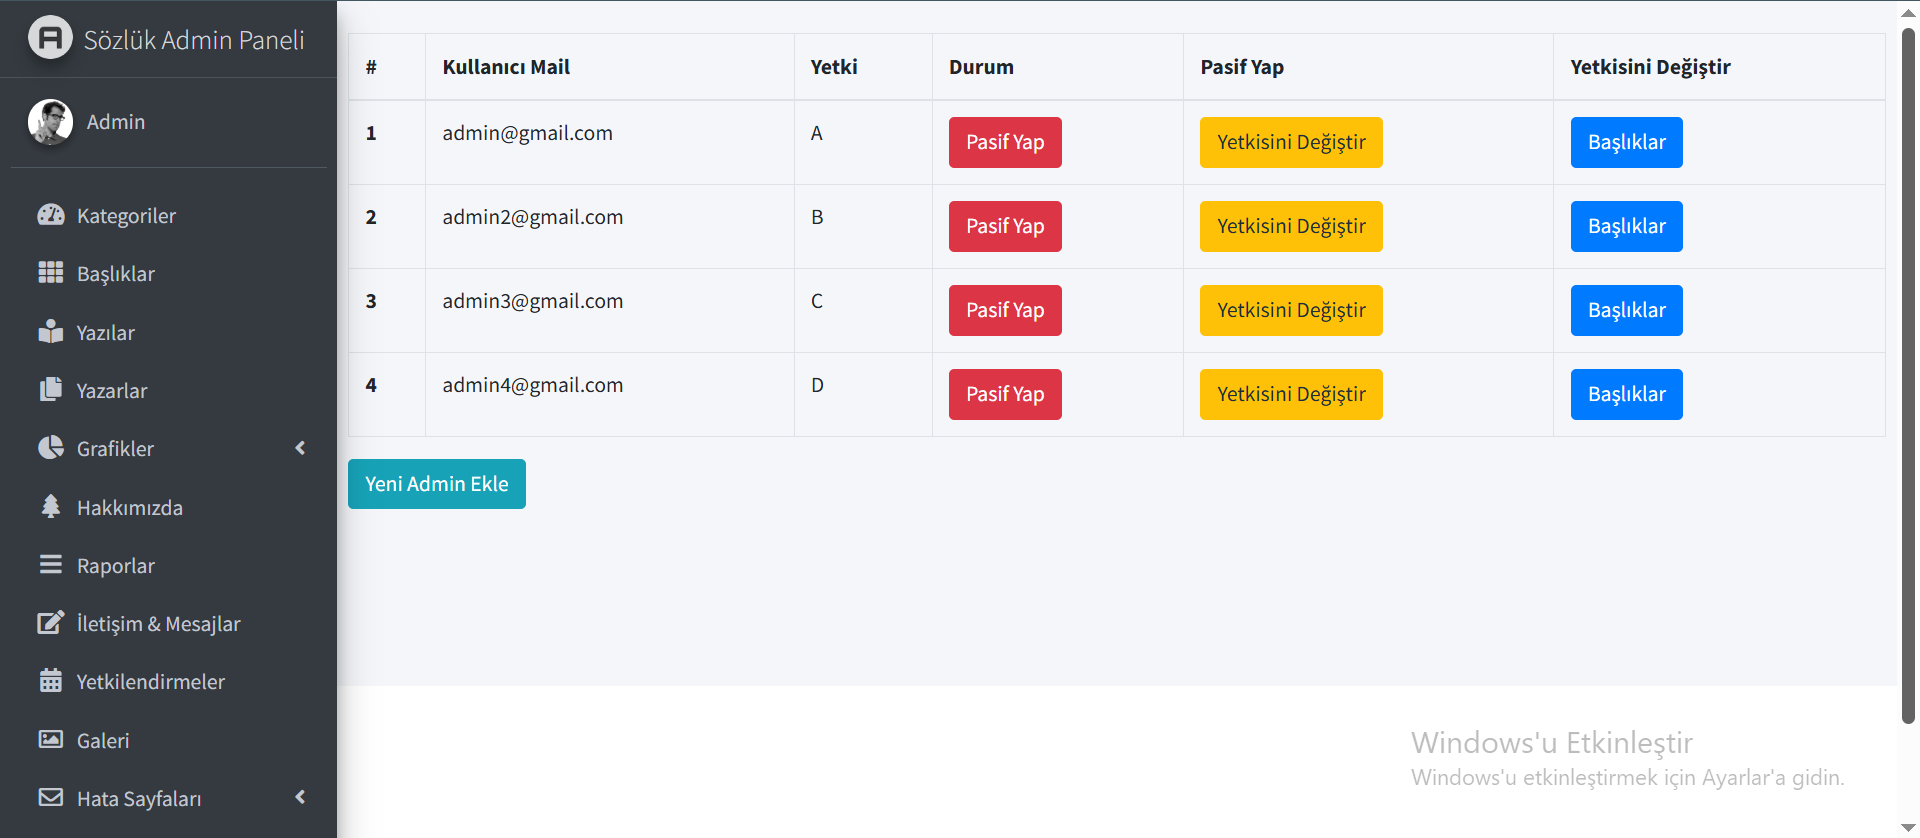 Sözlük Admin Paneli
Admin
Kategoriler
Başlıklar
Yazılar
Yazarlar
Grafikler
Hakkımızda
Raporlar
İletişim & Mesajlar
Yetkilendirmeler
Galeri
Hata Sayfaları
# Kullanıcı Mail Yetki Durum Pasif Yap Yetkisini Değiştir
1 admin@gmail.com A Pasif Yap Yetkisini Değiştir Başlıklar
2 admin2@gmail.com B Pasif Yap Yetkisini Değiştir Başlıklar
3 admin3@gmail.com C Pasif Yap Yetkisini Değiştir Başlıklar
4 admin4@gmail.com D Pasif Yap Yetkisini Değiştir Başlıklar
Yeni Admin Ekle
Windows'u Etkinleştir
Windows'u etkinleştirmek için Ayarlar'a gidin.